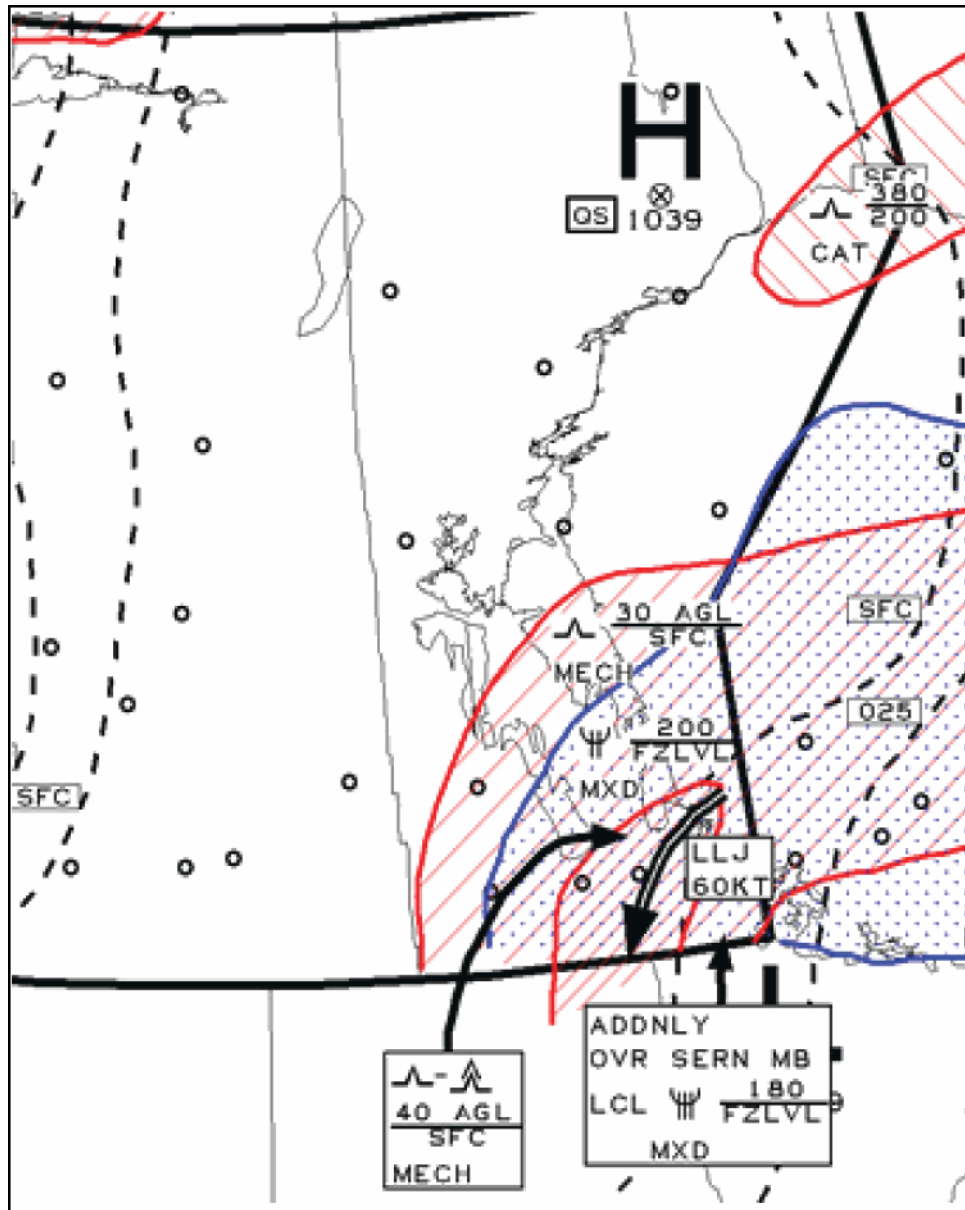 H
QS 1039
SFC
380
200
CAT
30 AGL
SFC
MECH
SFC
025
200
FZLVL
MXD
SFC
LLJ
60KT
40 AGL
SFC
MECH
ADDNLY
OVR SERN MB
LCL 180
FZLVL
MXD